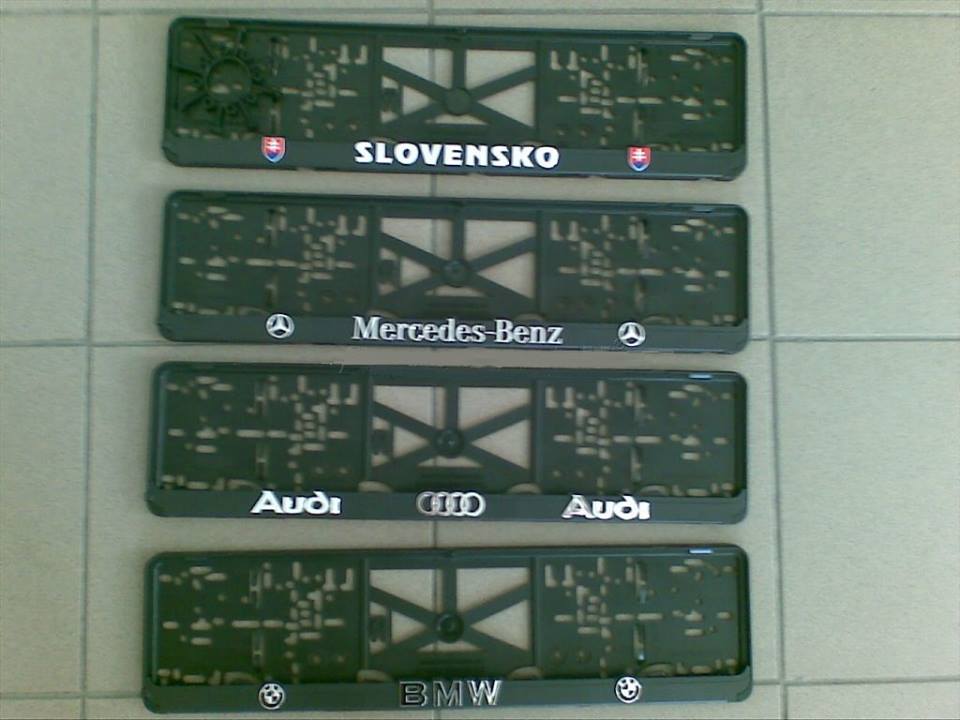 SLOVENSKO
Mercedes-Benz
Audi Audi
BMW